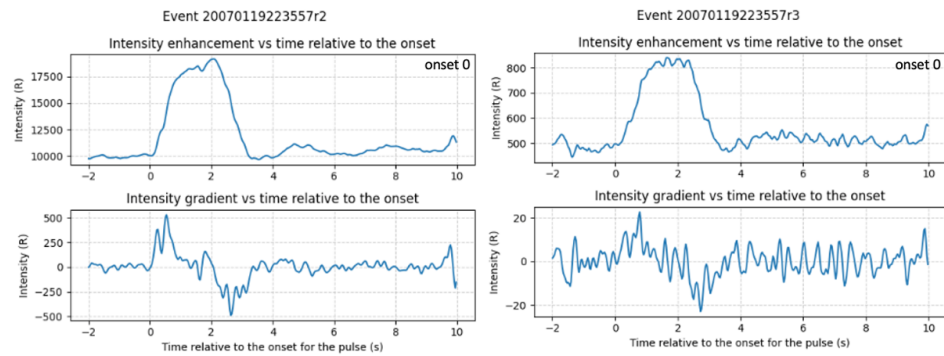 Event 20070119223557r2
Intensity enhancement vs time relative to the onset
onset 0
Intensity (R)
17500
15000
12500
10000
−2 0 2 4 6 8 10
Intensity gradient vs time relative to the onset
Intensity (R)
500
250
0
−250
−500
−2 0 2 4 6 8 10
Time relative to the onset for the pulse (s)
Event 20070119223557r3
Intensity enhancement vs time relative to the onset
onset 0
Intensity (R)
800
700
600
500
−2 0 2 4 6 8 10
Intensity gradient vs time relative to the onset
Intensity (R)
20
0
−20
−2 0 2 4 6 8 10
Time relative to the onset for the pulse (s)